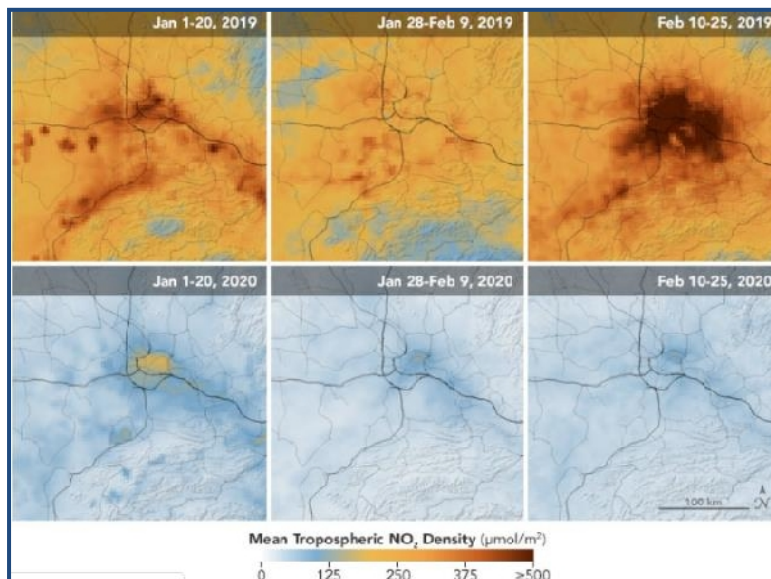 Jan 1-20, 2019
Jan 28-Feb 9, 2019
Feb 10-25, 2019
Jan 1-20, 2020
Jan 28-Feb 9, 2020
Feb 10-25, 2020
100 km
N
Mean Tropospheric NO₂ Density (μmol/m²)
0 125 250 375 ≥500